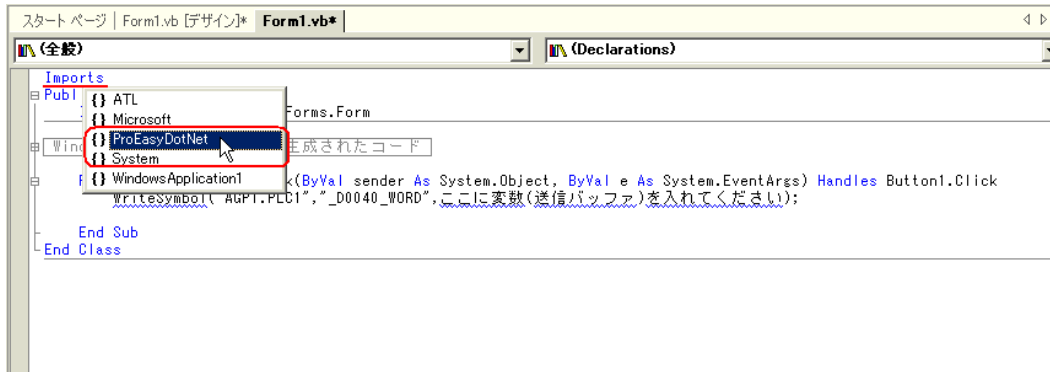 スタート ページ | Form1.vb [デザイン]* Form1.vb*
(全般) (Declarations)
Imports
Publ
{} ATL
Forms.Form
{} Microsoft
{} ProEasyDotNet
Wind 生成されたコード
{} System
{} WindowsApplication1
(ByVal sender As System.Object, ByVal e As System.EventArgs) Handles Button1.Click
WriteSymbol("AGP1.PLC1","_D0040_WORD",ここに変数(送信バッファ)を入れてください);
End Sub
End Class